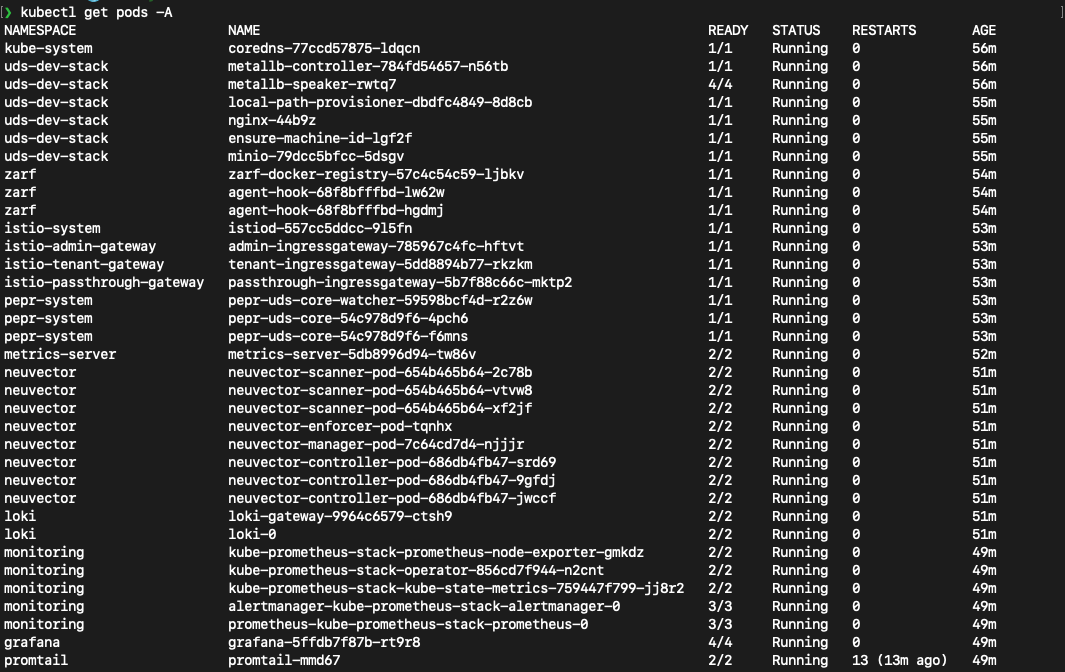 ❯ kubectl get pods -A
NAMESPACE NAME READY STATUS RESTARTS AGE
kube-system coredns-77ccd57875-ldqcn 1/1 Running 0 56m
uds-dev-stack metallb-controller-784fd54657-n56tb 1/1 Running 0 56m
uds-dev-stack metallb-speaker-rwtq7 4/4 Running 0 56m
uds-dev-stack local-path-provisioner-dbdfc4849-8d8cb 1/1 Running 0 55m
uds-dev-stack nginx-44b9z 1/1 Running 0 55m
uds-dev-stack ensure-machine-id-lgf2f 1/1 Running 0 55m
uds-dev-stack minio-79dcc5bfcc-5dsgv 1/1 Running 0 55m
zarf zarf-docker-registry-57c4c54c59-ljbkv 1/1 Running 0 54m
zarf agent-hook-68f8bfffbd-lw62w 1/1 Running 0 54m
zarf agent-hook-68f8bfffbd-hgdmj 1/1 Running 0 54m
istio-system istiod-557cc5ddcc-9l5fn 1/1 Running 0 53m
istio-admin-gateway admin-ingressgateway-785967c4fc-hftvt 1/1 Running 0 53m
istio-tenant-gateway tenant-ingressgateway-5dd8894b77-rkzkm 1/1 Running 0 53m
istio-passthrough-gateway passthrough-ingressgateway-5b7f88c66c-mktp2 1/1 Running 0 53m
pepr-system pepr-uds-core-watcher-59598bcf4d-r2z6w 1/1 Running 0 53m
pepr-system pepr-uds-core-54c978d9f6-4pch6 1/1 Running 0 53m
pepr-system pepr-uds-core-54c978d9f6-f6mns 1/1 Running 0 53m
metrics-server metrics-server-5db8996d94-tw86v 2/2 Running 0 52m
neuvector neuvector-scanner-pod-654b465b64-2c78b 2/2 Running 0 51m
neuvector neuvector-scanner-pod-654b465b64-vtvw8 2/2 Running 0 51m
neuvector neuvector-scanner-pod-654b465b64-xf2jf 2/2 Running 0 51m
neuvector neuvector-enforcer-pod-tqnhx 2/2 Running 0 51m
neuvector neuvector-manager-pod-7c64cd7d4-njjjr 2/2 Running 0 51m
neuvector neuvector-controller-pod-686db4fb47-srd69 2/2 Running 0 51m
neuvector neuvector-controller-pod-686db4fb47-9gfdj 2/2 Running 0 51m
neuvector neuvector-controller-pod-686db4fb47-jwccf 2/2 Running 0 51m
loki loki-gateway-9964c6579-ctsh9 2/2 Running 0 51m
loki loki-0 2/2 Running 0 51m
monitoring kube-prometheus-stack-prometheus-node-exporter-gmkdz 2/2 Running 0 49m
monitoring kube-prometheus-stack-operator-856cd7f944-n2cnt 2/2 Running 0 49m
monitoring kube-prometheus-stack-kube-state-metrics-759447f799-jj8r2 2/2 Running 0 49m
monitoring alertmanager-kube-prometheus-stack-alertmanager-0 3/3 Running 0 49m
monitoring prometheus-kube-prometheus-stack-prometheus-0 3/3 Running 0 49m
grafana grafana-5ffdb7f87b-rt9r8 4/4 Running 0 49m
promtail promtail-mmd67 2/2 Running 13 (13m ago) 49m